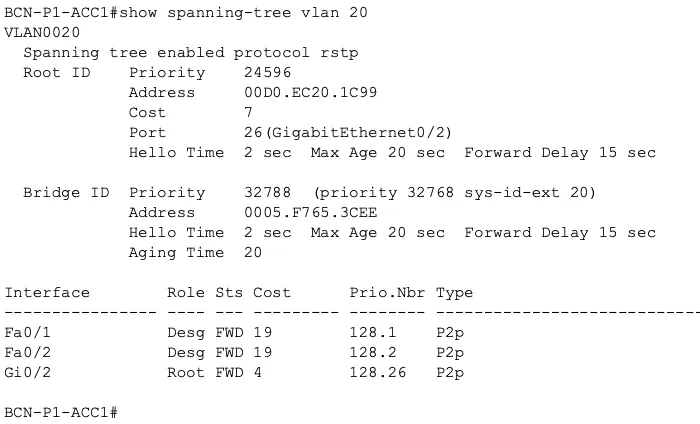 BCN-P1-ACC1#show spanning-tree vlan 20
VLAN0020
  Spanning tree enabled protocol rstp
  Root ID    Priority    24596
             Address     00D0.EC20.1C99
             Cost        7
             Port        26(GigabitEthernet0/2)
             Hello Time  2 sec  Max Age 20 sec  Forward Delay 15 sec

  Bridge ID  Priority    32788  (priority 32768 sys-id-ext 20)
             Address     0005.F765.3CEE
             Hello Time  2 sec  Max Age 20 sec  Forward Delay 15 sec
             Aging Time  20

Interface        Role Sts Cost      Prio.Nbr Type
---------------- ---- --- --------- -------- ----------------------------
Fa0/1            Desg FWD 19        128.1    P2p
Fa0/2            Desg FWD 19        128.2    P2p
Gi0/2            Root FWD 4         128.26   P2p

BCN-P1-ACC1#